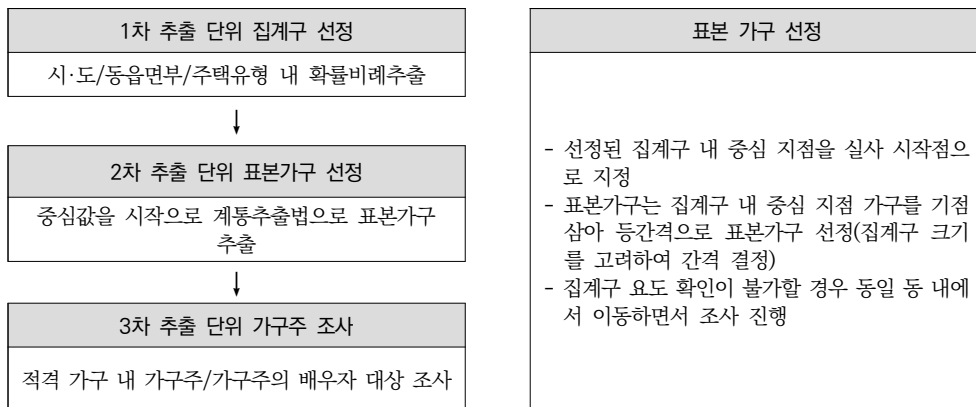 1차 추출 단위 집계구 선정
시·도/동읍면부/주택유형 내 확률비례추출
↓
2차 추출 단위 표본가구 선정
중심값을 시작으로 계통추출법으로 표본가구
추출
↓
3차 추출 단위 가구주 조사
적격 가구 내 가구주/가구주의 배우자 대상 조사
표본 가구 선정
- 선정된 집계구 내 중심 지점을 실사 시작점으
로 지정
- 표본가구는 집계구 내 중심 지점 가구를 기점
삼아 등간격으로 표본가구 선정(집계구 크기
를 고려하여 간격 결정)
- 집계구 요도 확인이 불가할 경우 동일 동 내에
서 이동하면서 조사 진행